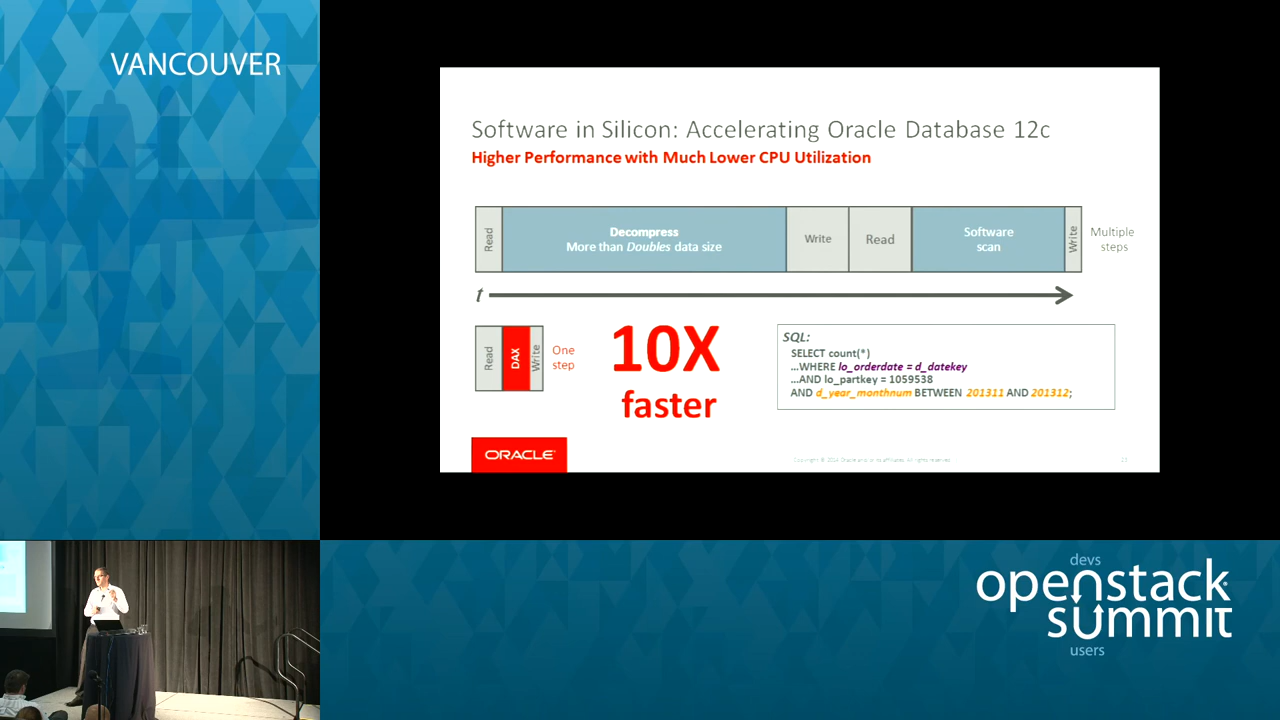 VANCOUVER
Software in Silicon: Accelerating Oracle Database 12c
Higher Performance with Much Lower CPU Utilization
Read
Decompress
More than Doubles data size
Write
Read
Software
scan
Write
Multiple
steps
t
Read
DAX
Write
One
step
10X
faster
SQL:
SELECT count(*)
...WHERE lo_orderdate = d_datekey
...AND lo_partkey = 1059538
AND d_year_monthnum BETWEEN 201311 AND 201312;
ORACLE
devs
openstack
summit
users